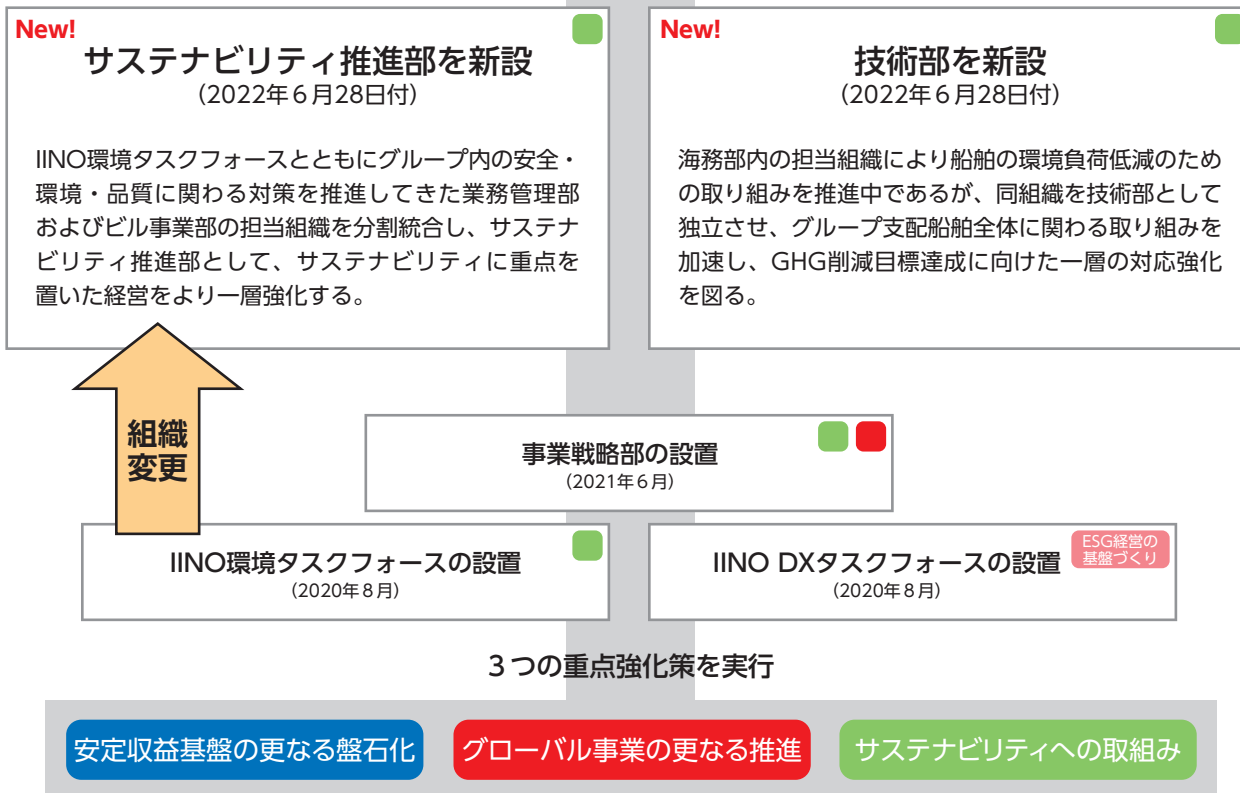 New!
サステナビリティ推進部を新設
(2022年6月28日付)
IINO環境タスクフォースとともにグループ内の安全・
環境・品質に関わる対策を推進してきた業務管理部
およびビル事業部の担当組織を分割統合し、サステナ
ビリティ推進部として、サステナビリティに重点を
置いた経営をより一層強化する。
New!
技術部を新設
(2022年6月28日付)
海務部内の担当組織により船舶の環境負荷低減のため
の取り組みを推進中であるが、同組織を技術部として
独立させ、グループ支配船舶全体に関わる取り組みを
加速し、GHG削減目標達成に向けた一層の対応強化
を図る。
組織
変更
事業戦略部の設置
(2021年6月)
IINO環境タスクフォースの設置
(2020年8月)
IINO DXタスクフォースの設置
(2020年8月)
ESG経営の
基盤づくり
3つの重点強化策を実行
安定収益基盤の更なる盤石化
グローバル事業の更なる推進
サステナビリティへの取組み